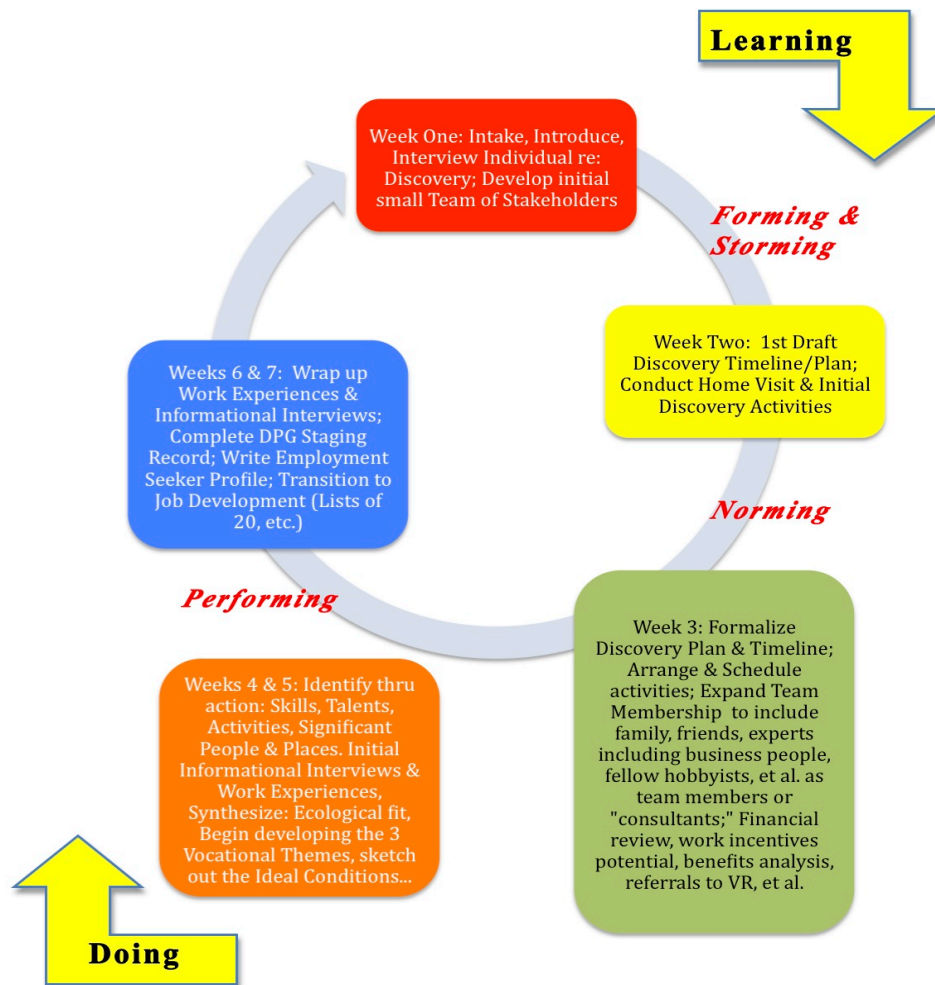 Learning
Week One: Intake, Introduce,
Interview Individual re:
Discovery; Develop initial
small Team of Stakeholders
Forming &
Storming
Week Two:  1st Draft
Discovery Timeline/Plan;
Conduct Home Visit & Initial
Discovery Activities
Norming
Week 3: Formalize
Discovery Plan & Timeline;
Arrange & Schedule
activities; Expand Team
Membership  to include
family, friends, experts
including business people,
fellow hobbyists, et al. as
team members or
"consultants;" Financial
review, work incentives
potential, benefits analysis,
referrals to VR, et al.
Performing
Weeks 4 & 5: Identify thru
action: Skills, Talents,
Activities, Significant
People & Places. Initial
Informational Interviews &
Work Experiences,
Synthesize: Ecological fit,
Begin developing the 3
Vocational Themes, sketch
out the Ideal Conditions...
Weeks 6 & 7:  Wrap up
Work Experiences &
Informational Interviews;
Complete DPG Staging
Record; Write Employment
Seeker Profile; Transition to
Job Development (Lists of
20, etc.)
Doing